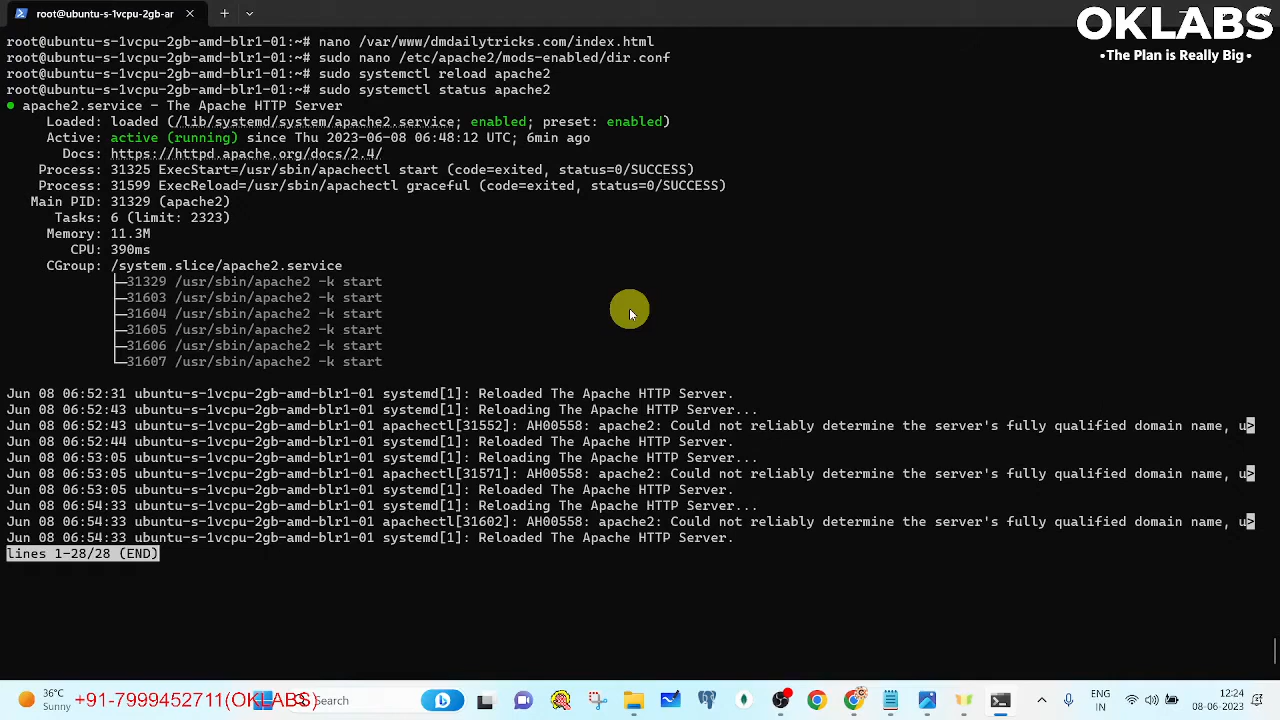 root@ubuntu-s-1vcpu-2gb-ar
OKLABS
•The Plan is Really Big•
root@ubuntu-s-1vcpu-2gb-amd-blr1-01:~# nano /var/www/dmdailytricks.com/index.html
root@ubuntu-s-1vcpu-2gb-amd-blr1-01:~# sudo nano /etc/apache2/mods-enabled/dir.conf
root@ubuntu-s-1vcpu-2gb-amd-blr1-01:~# sudo systemctl reload apache2
root@ubuntu-s-1vcpu-2gb-amd-blr1-01:~# sudo systemctl status apache2
● apache2.service - The Apache HTTP Server
Loaded: loaded (/lib/systemd/system/apache2.service; enabled; preset: enabled)
Active: active (running) since Thu 2023-06-08 06:48:12 UTC; 6min ago
Docs: https://httpd.apache.org/docs/2.4/
Process: 31325 ExecStart=/usr/sbin/apachectl start (code=exited, status=0/SUCCESS)
Process: 31599 ExecReload=/usr/sbin/apachectl graceful (code=exited, status=0/SUCCESS)
Main PID: 31329 (apache2)
Tasks: 6 (limit: 2323)
Memory: 11.3M
CPU: 390ms
CGroup: /system.slice/apache2.service
├─31329 /usr/sbin/apache2 -k start
├─31603 /usr/sbin/apache2 -k start
├─31604 /usr/sbin/apache2 -k start
├─31605 /usr/sbin/apache2 -k start
├─31606 /usr/sbin/apache2 -k start
└─31607 /usr/sbin/apache2 -k start
Jun 08 06:52:31 ubuntu-s-1vcpu-2gb-amd-blr1-01 systemd[1]: Reloaded The Apache HTTP Server.
Jun 08 06:52:43 ubuntu-s-1vcpu-2gb-amd-blr1-01 systemd[1]: Reloading The Apache HTTP Server...
Jun 08 06:52:43 ubuntu-s-1vcpu-2gb-amd-blr1-01 apachectl[31552]: AH00558: apache2: Could not reliably determine the server's fully qualified domain name, u>
Jun 08 06:52:44 ubuntu-s-1vcpu-2gb-amd-blr1-01 systemd[1]: Reloaded The Apache HTTP Server.
Jun 08 06:53:05 ubuntu-s-1vcpu-2gb-amd-blr1-01 systemd[1]: Reloading The Apache HTTP Server...
Jun 08 06:53:05 ubuntu-s-1vcpu-2gb-amd-blr1-01 apachectl[31571]: AH00558: apache2: Could not reliably determine the server's fully qualified domain name, u>
Jun 08 06:53:05 ubuntu-s-1vcpu-2gb-amd-blr1-01 systemd[1]: Reloaded The Apache HTTP Server.
Jun 08 06:54:33 ubuntu-s-1vcpu-2gb-amd-blr1-01 systemd[1]: Reloading The Apache HTTP Server...
Jun 08 06:54:33 ubuntu-s-1vcpu-2gb-amd-blr1-01 apachectl[31602]: AH00558: apache2: Could not reliably determine the server's fully qualified domain name, u>
Jun 08 06:54:33 ubuntu-s-1vcpu-2gb-amd-blr1-01 systemd[1]: Reloaded The Apache HTTP Server.
lines 1-28/28 (END)
36°C
Sunny
+91-7999452711(OKLABS)
Search
ENG
IN
12:24
08-06-2023